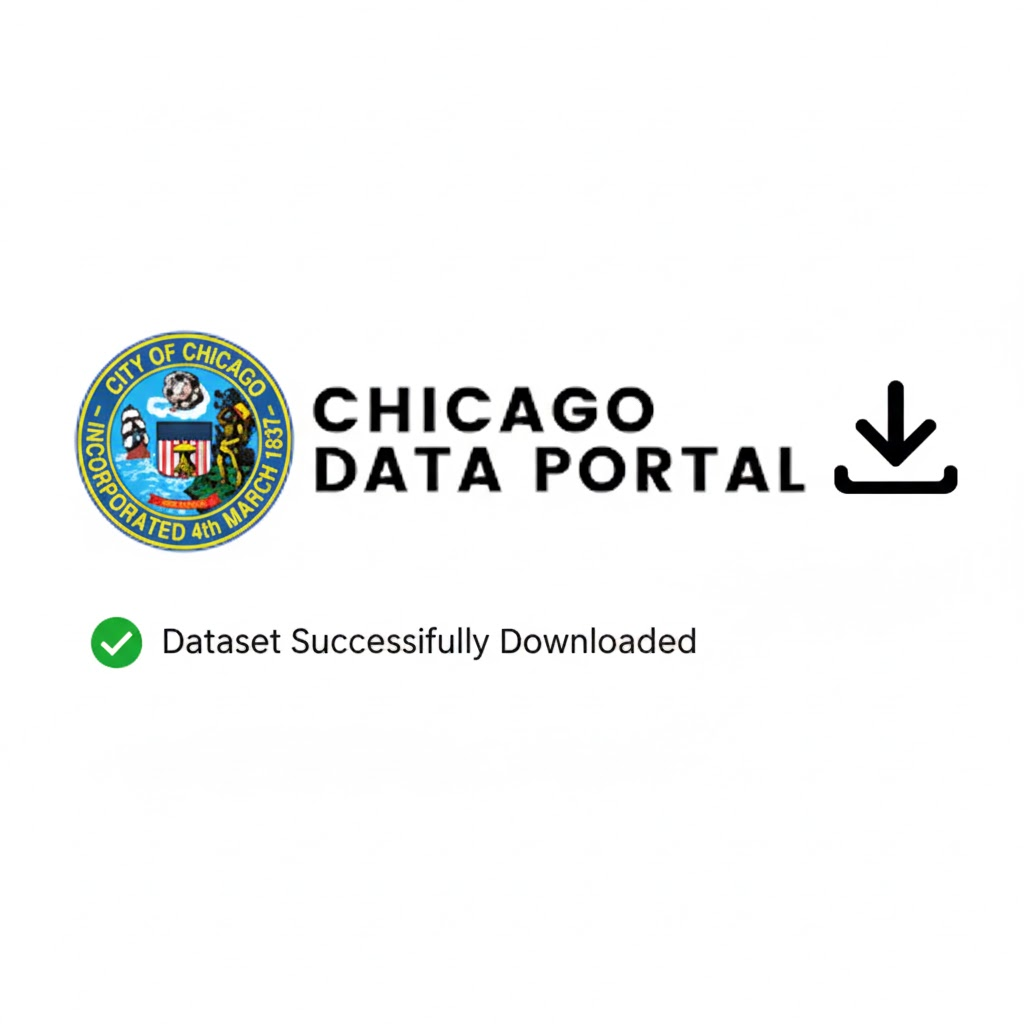 CITY OF CHICAGO
INCORPORATED 4th MARCH 1837
CHICAGO
DATA PORTAL
Dataset Successifully Downloaded